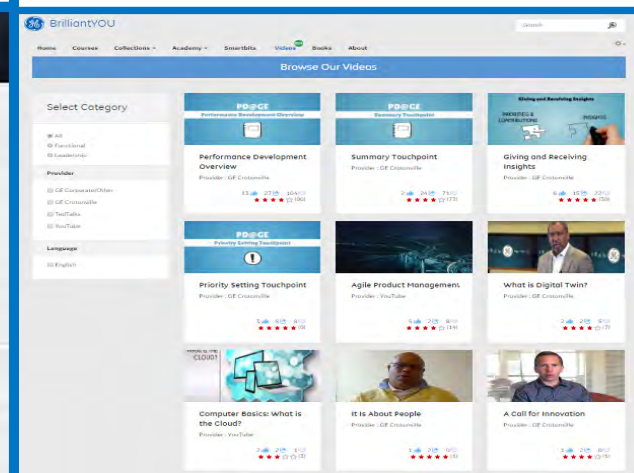 BrilliantYOU
Search
Home Courses Collections Academy Smartbits Videos Books About
Browse Our Videos
Select Category
All
Functional
Leadership
Provider
GE Corporate/Other
GE Crotonville
TedTalks
YouTube
Language
English
PD@GE
Performance Development Overview
Performance Development
Overview
Provider : GE Crotonville
PD@GE
Summary Touchpoint
Summary Touchpoint
Provider : GE Crotonville
Giving and Receiving Insights
PRIORITIES &
CONTRIBUTIONS
INSIGHTS
Giving and Receiving
Insights
Provider : GE Crotonville
PD@GE
Priority Setting Touchpoint
Priority Setting Touchpoint
Provider : GE Crotonville
Agile Product Management
Provider : YouTube
What is Digital Twin?
Provider : GE Crotonville
CLOUD?
Computer Basics: What is
the Cloud?
Provider : YouTube
It Is About People
Provider : GE Crotonville
A Call for Innovation
Provider : GE Crotonville